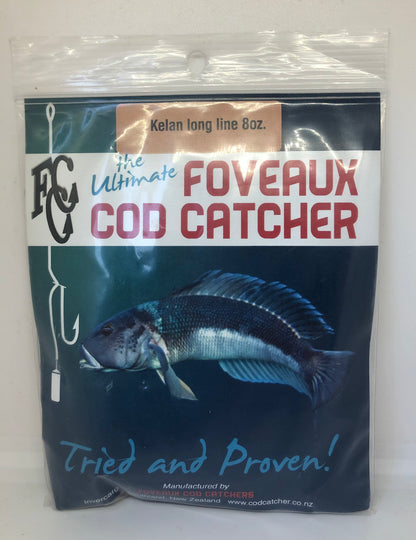 Kelan long line 8oz.
FCC
the
Ultimate FOVEAUX
COD CATCHER
Tried and Proven!
Manufactured by
FOVEAUX COD CATCHERS
New Zealand www.codcatcher.co.nz